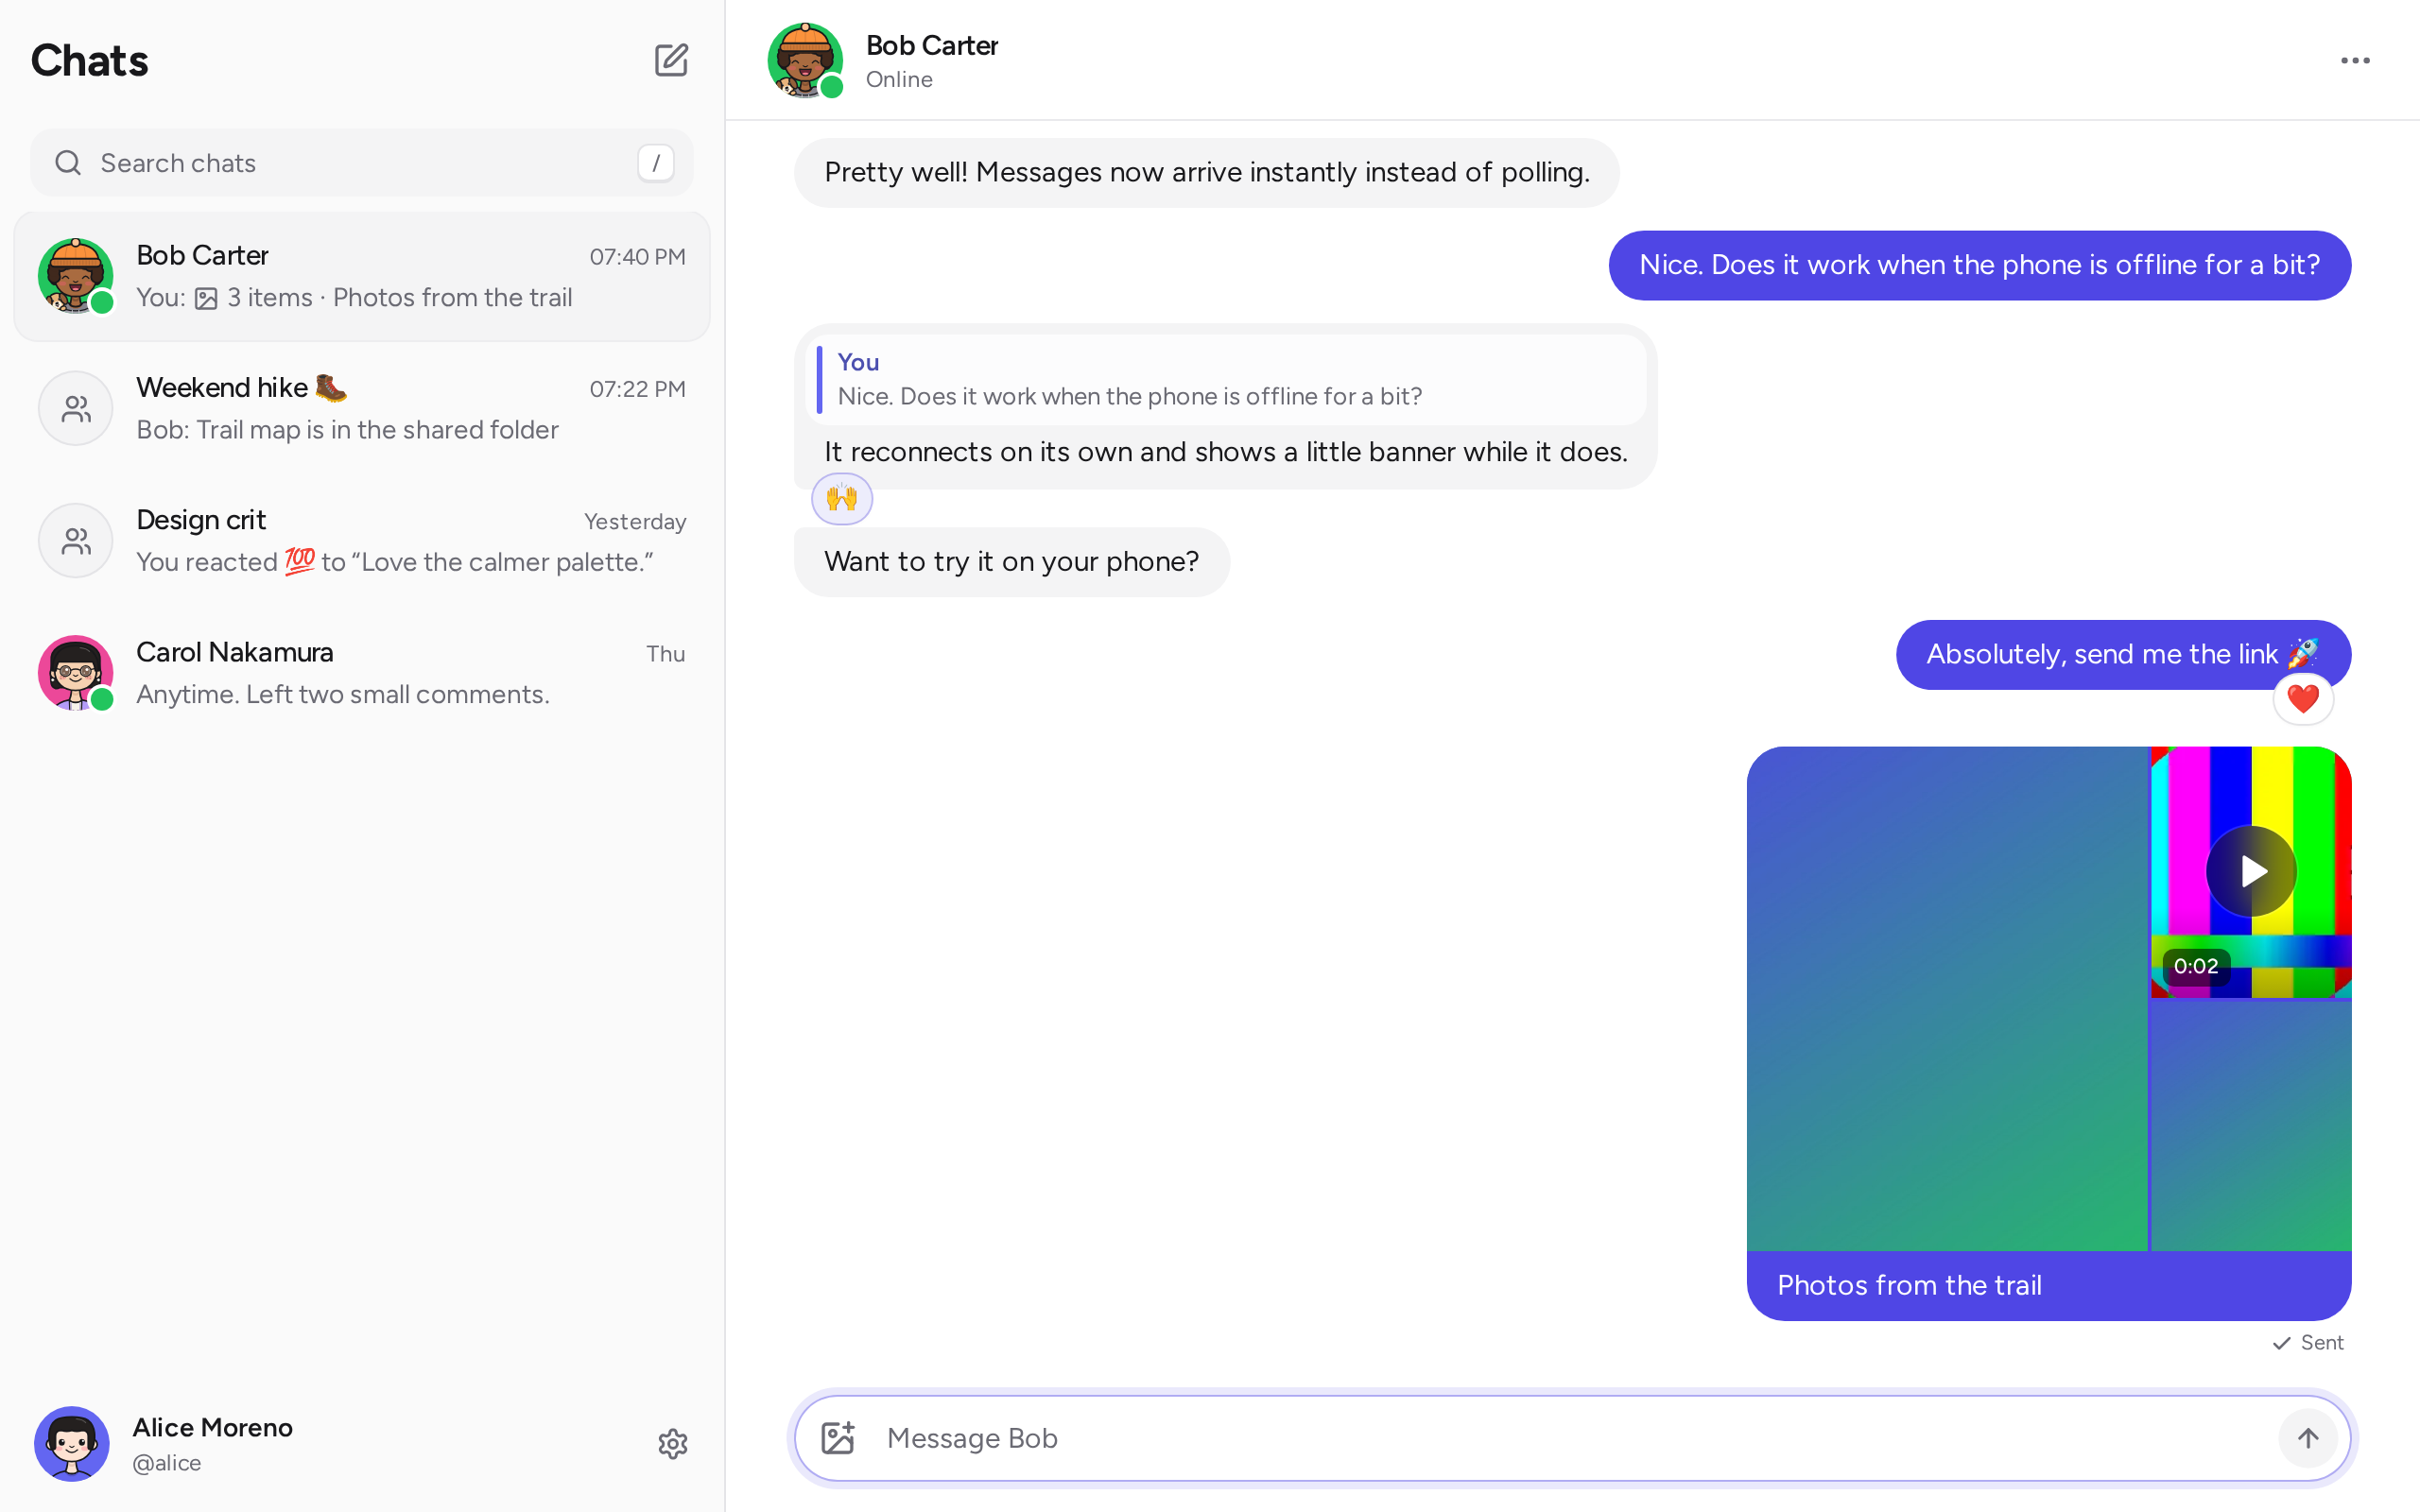 Chats
Search chats /
Bob Carter 07:40 PM
You: 3 items · Photos from the trail
Weekend hike 🥾 07:22 PM
Bob: Trail map is in the shared folder
Design crit Yesterday
You reacted 💯 to “Love the calmer palette.”
Carol Nakamura Thu
Anytime. Left two small comments.
Alice Moreno
@alice
Bob Carter
Online
Pretty well! Messages now arrive instantly instead of polling.
Nice. Does it work when the phone is offline for a bit?
You
Nice. Does it work when the phone is offline for a bit?
It reconnects on its own and shows a little banner while it does.
🙌
Want to try it on your phone?
Absolutely, send me the link 🚀
❤️
0:02
Photos from the trail
Sent
Message Bob